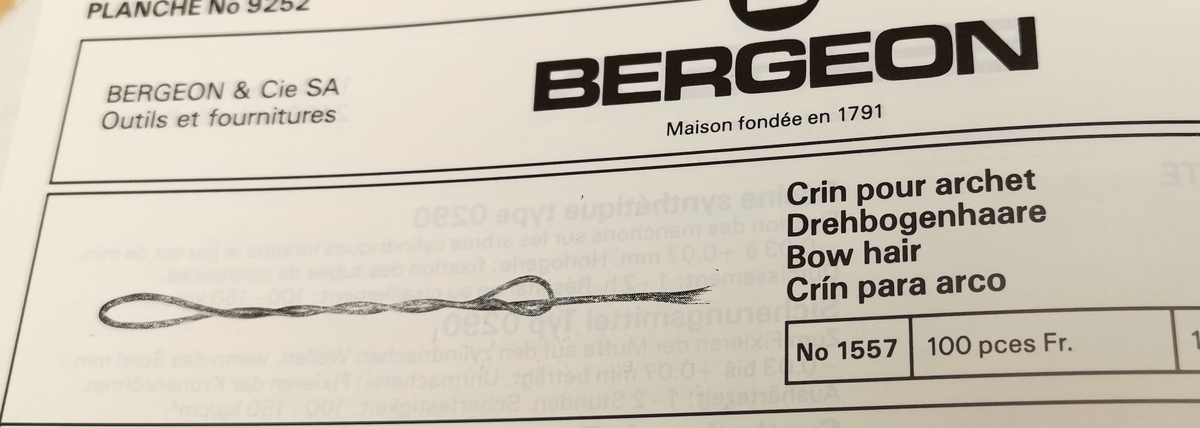 PLANCHE No 9252
BERGEON & Cie SA
Outils et fournitures
BERGEON
Maison fondée en 1791
Crin pour archet
Drehbogenhaare
Bow hair
Crín para arco
No 1557
100 pces Fr.